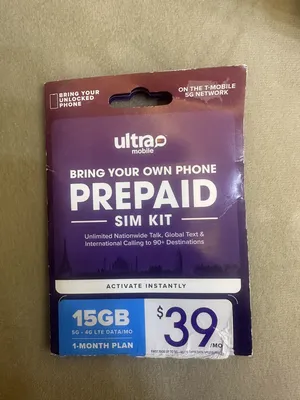 BRING YOUR
UNLOCKED
PHONE
ON THE T-MOBILE
5G NETWORK
ultra
mobile
BRING YOUR OWN PHONE
PREPAID
SIM KIT
Unlimited Nationwide Talk, Global Text &
International Calling to 90+ Destinations
ACTIVATE INSTANTLY
15GB
5G • 4G LTE DATA/MO
1-MONTH PLAN
$39
/MO